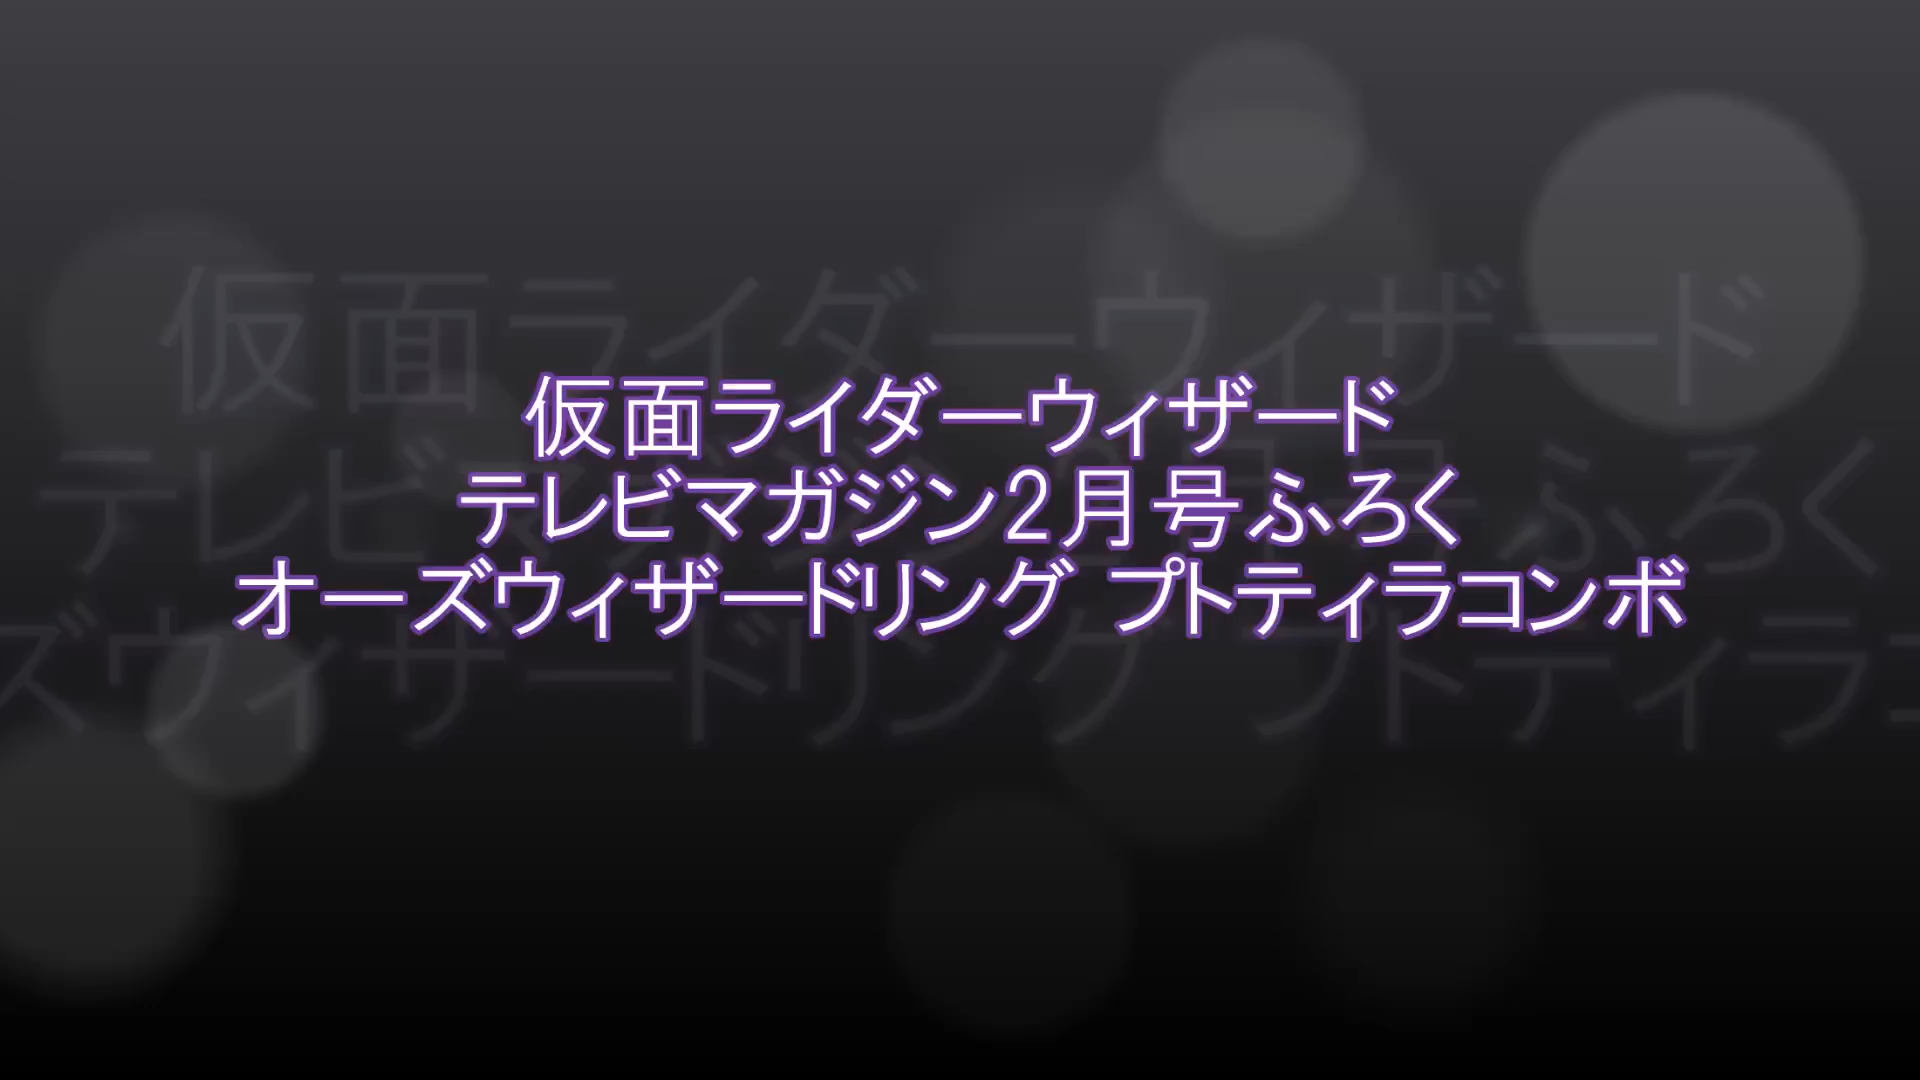 仮面ライダーウィザード
テレビマガジン2月号ふろく
オーズウィザードリング プトティラコンボ